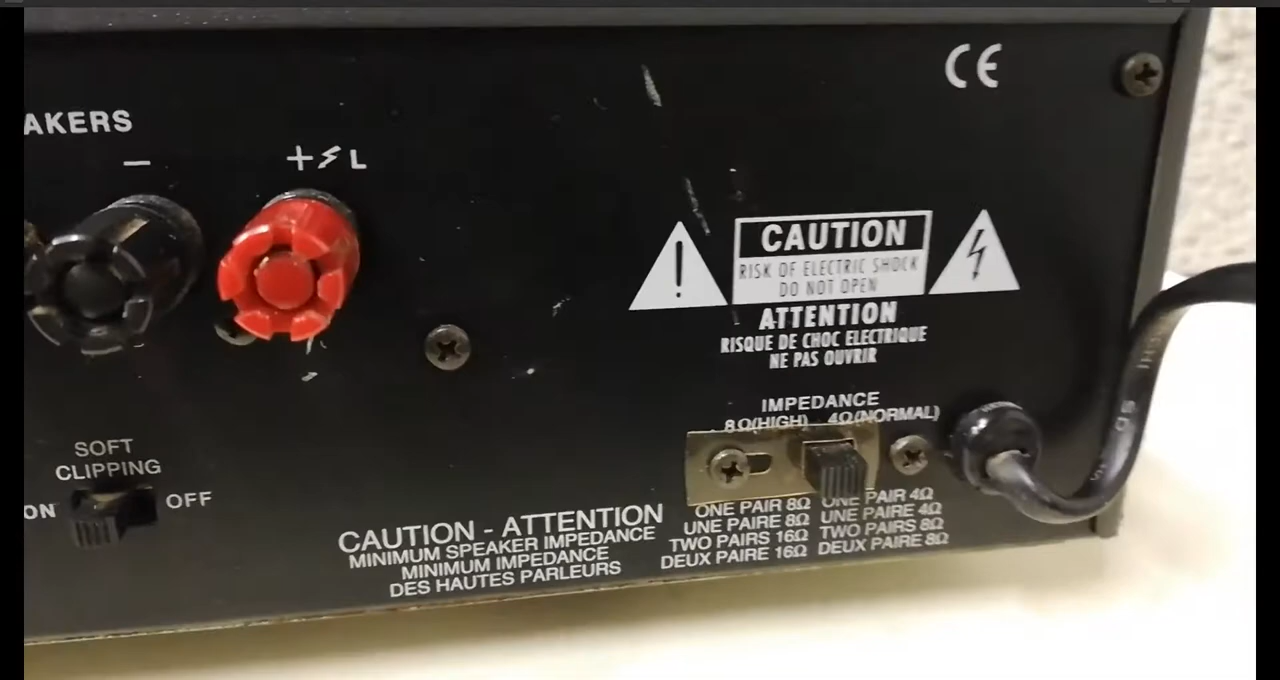 AKERS
− + L
CE
CAUTION
RISK OF ELECTRIC SHOCK
DO NOT OPEN
ATTENTION
RISQUE DE CHOC ELECTRIQUE
NE PAS OUVRIR
IMPEDANCE
8Ω(HIGH) 4Ω(NORMAL)
SOFT
CLIPPING
ON OFF
CAUTION - ATTENTION
MINIMUM SPEAKER IMPEDANCE
MINIMUM IMPEDANCE
DES HAUTES PARLEURS
ONE PAIR 8Ω ONE PAIR 4Ω
UNE PAIRE 8Ω UNE PAIRE 4Ω
TWO PAIRS 16Ω TWO PAIRS 8Ω
DEUX PAIRE 16Ω DEUX PAIRE 8Ω